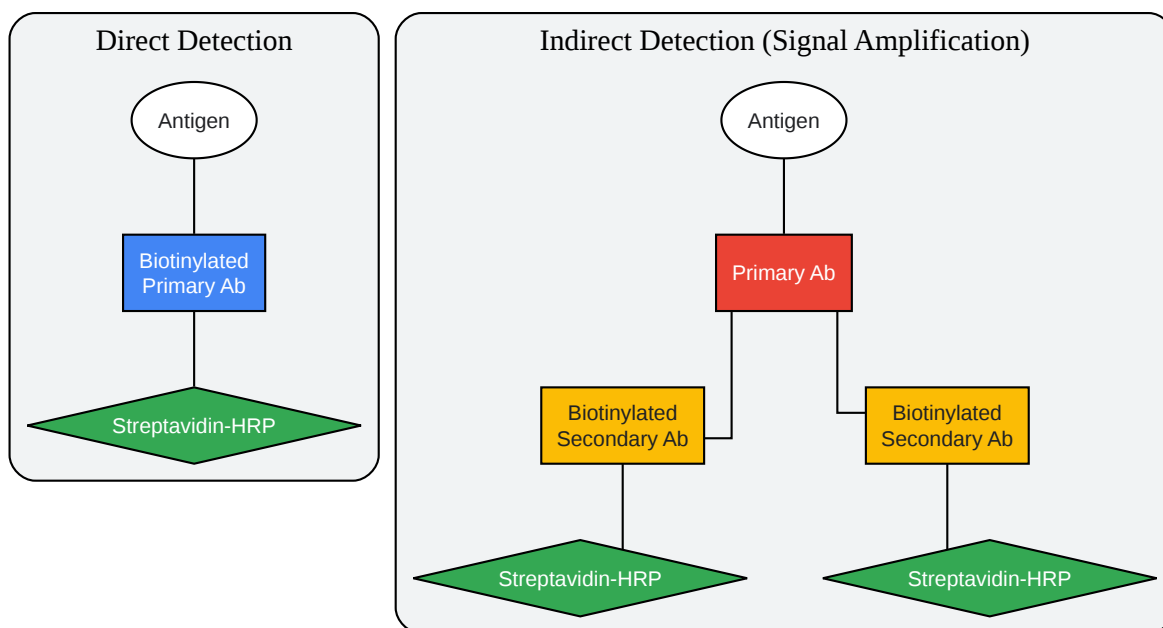 Direct Detection
Antigen
Biotinylated
Primary Ab
Streptavidin-HRP
Indirect Detection (Signal Amplification)
Antigen
Primary Ab
Biotinylated
Secondary Ab
Biotinylated
Secondary Ab
Streptavidin-HRP
Streptavidin-HRP